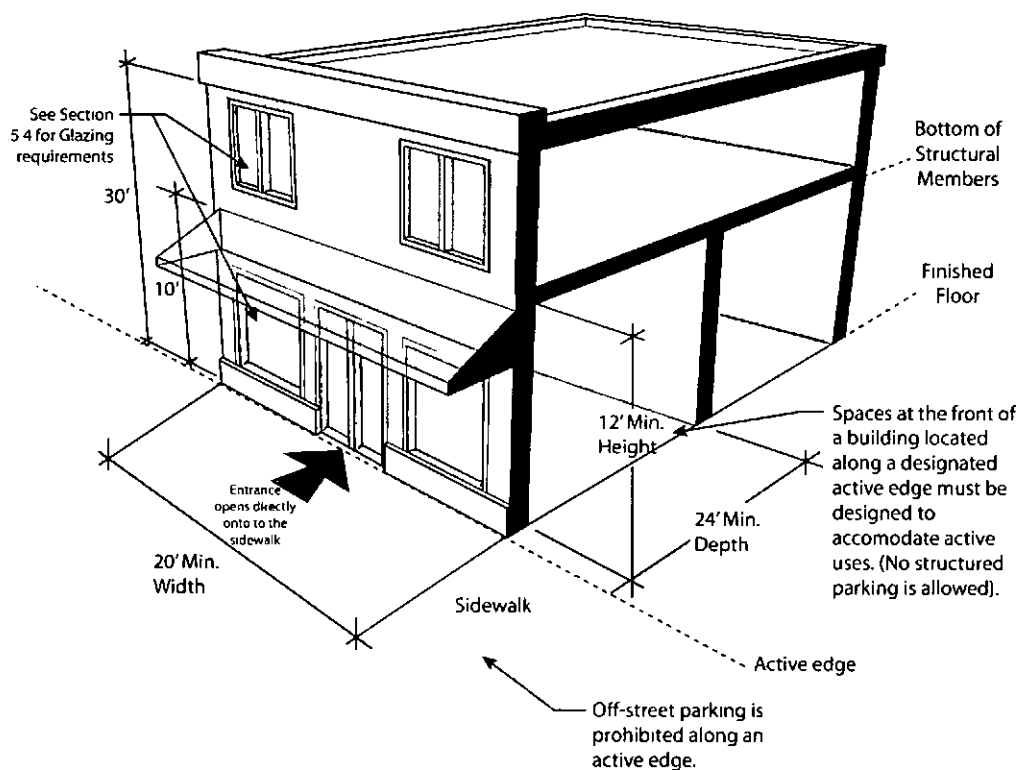 See Section
5 4 for Glazing
requirements
30'
10'
Bottom of
Structural
Members
Finished
Floor
12' Min.
Height
Spaces at the front of
a building located
along a designated
active edge must be
designed to
accomodate active
uses. (No structured
parking is allowed).
24' Min.
Depth
Entrance
opens directly
onto to the
sidewalk
20' Min.
Width
Sidewalk
Active edge
Off-street parking is
prohibited along an
active edge.